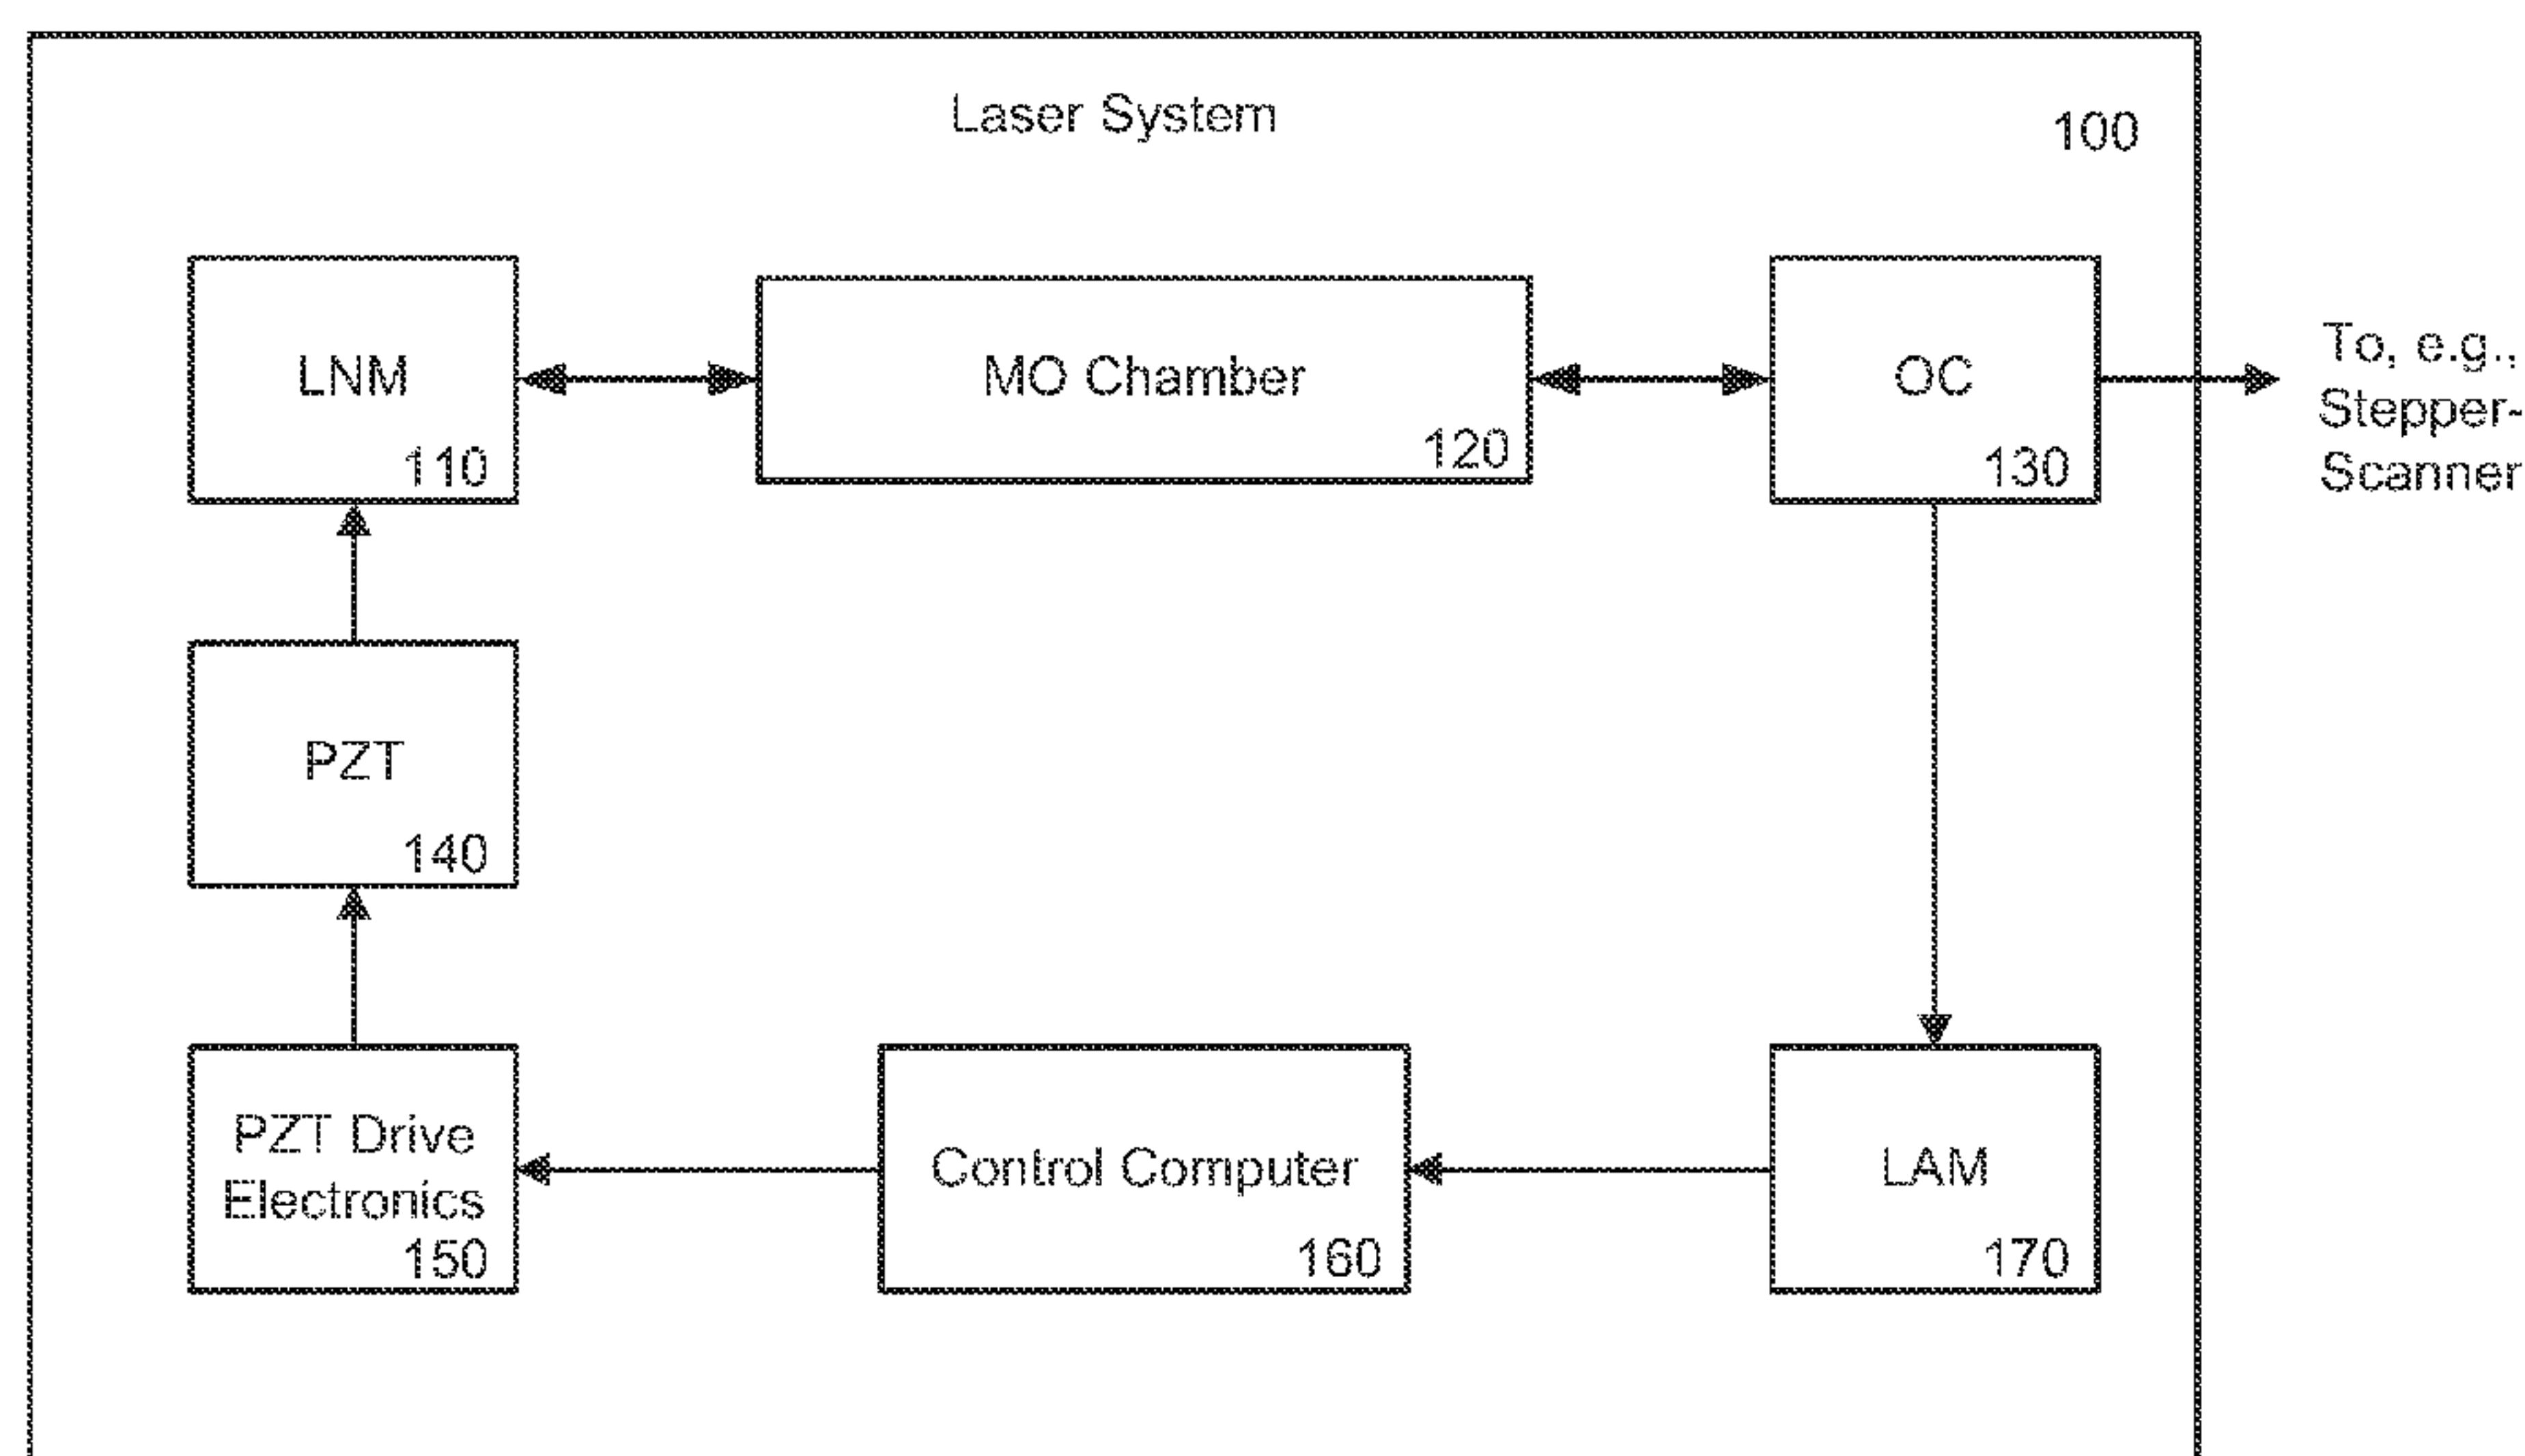 Laser System
100
LNM
110
MO Chamber
120
OC
130
To, e.g.,
Stepper-
Scanner
PZT
140
PZT Drive
Electronics
150
Control Computer
160
LAM
170